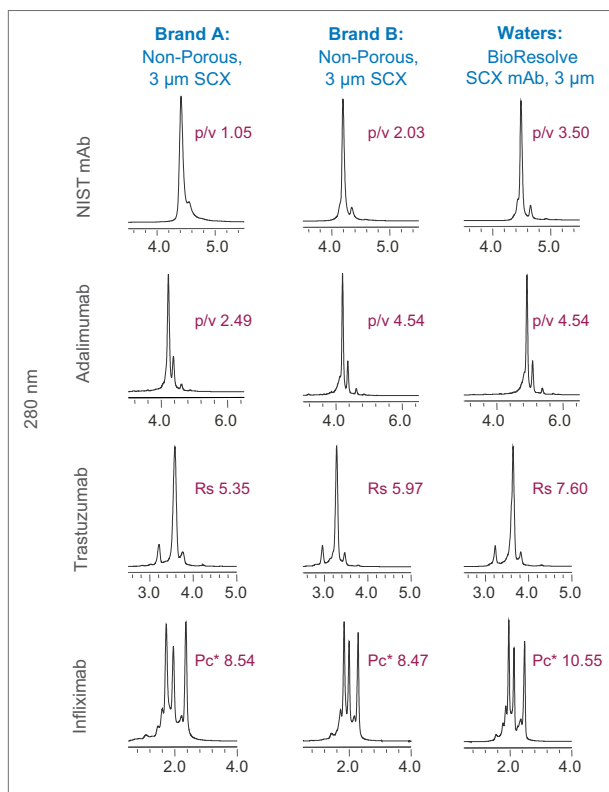 Brand A:
Non-Porous,
3 µm SCX
Brand B:
Non-Porous,
3 µm SCX
Waters:
BioResolve
SCX mAb, 3 µm
280 nm
NIST mAb
p/v 1.05
p/v 2.03
p/v 3.50
4.0 5.0
4.0 5.0
4.0 5.0
Adalimumab
p/v 2.49
p/v 4.54
p/v 4.54
4.0 6.0
4.0 6.0
4.0 6.0
Trastuzumab
Rs 5.35
Rs 5.97
Rs 7.60
3.0 4.0 5.0
3.0 4.0 5.0
3.0 4.0 5.0
Infliximab
Pc* 8.54
Pc* 8.47
Pc* 10.55
2.0 4.0
2.0 4.0
2.0 4.0